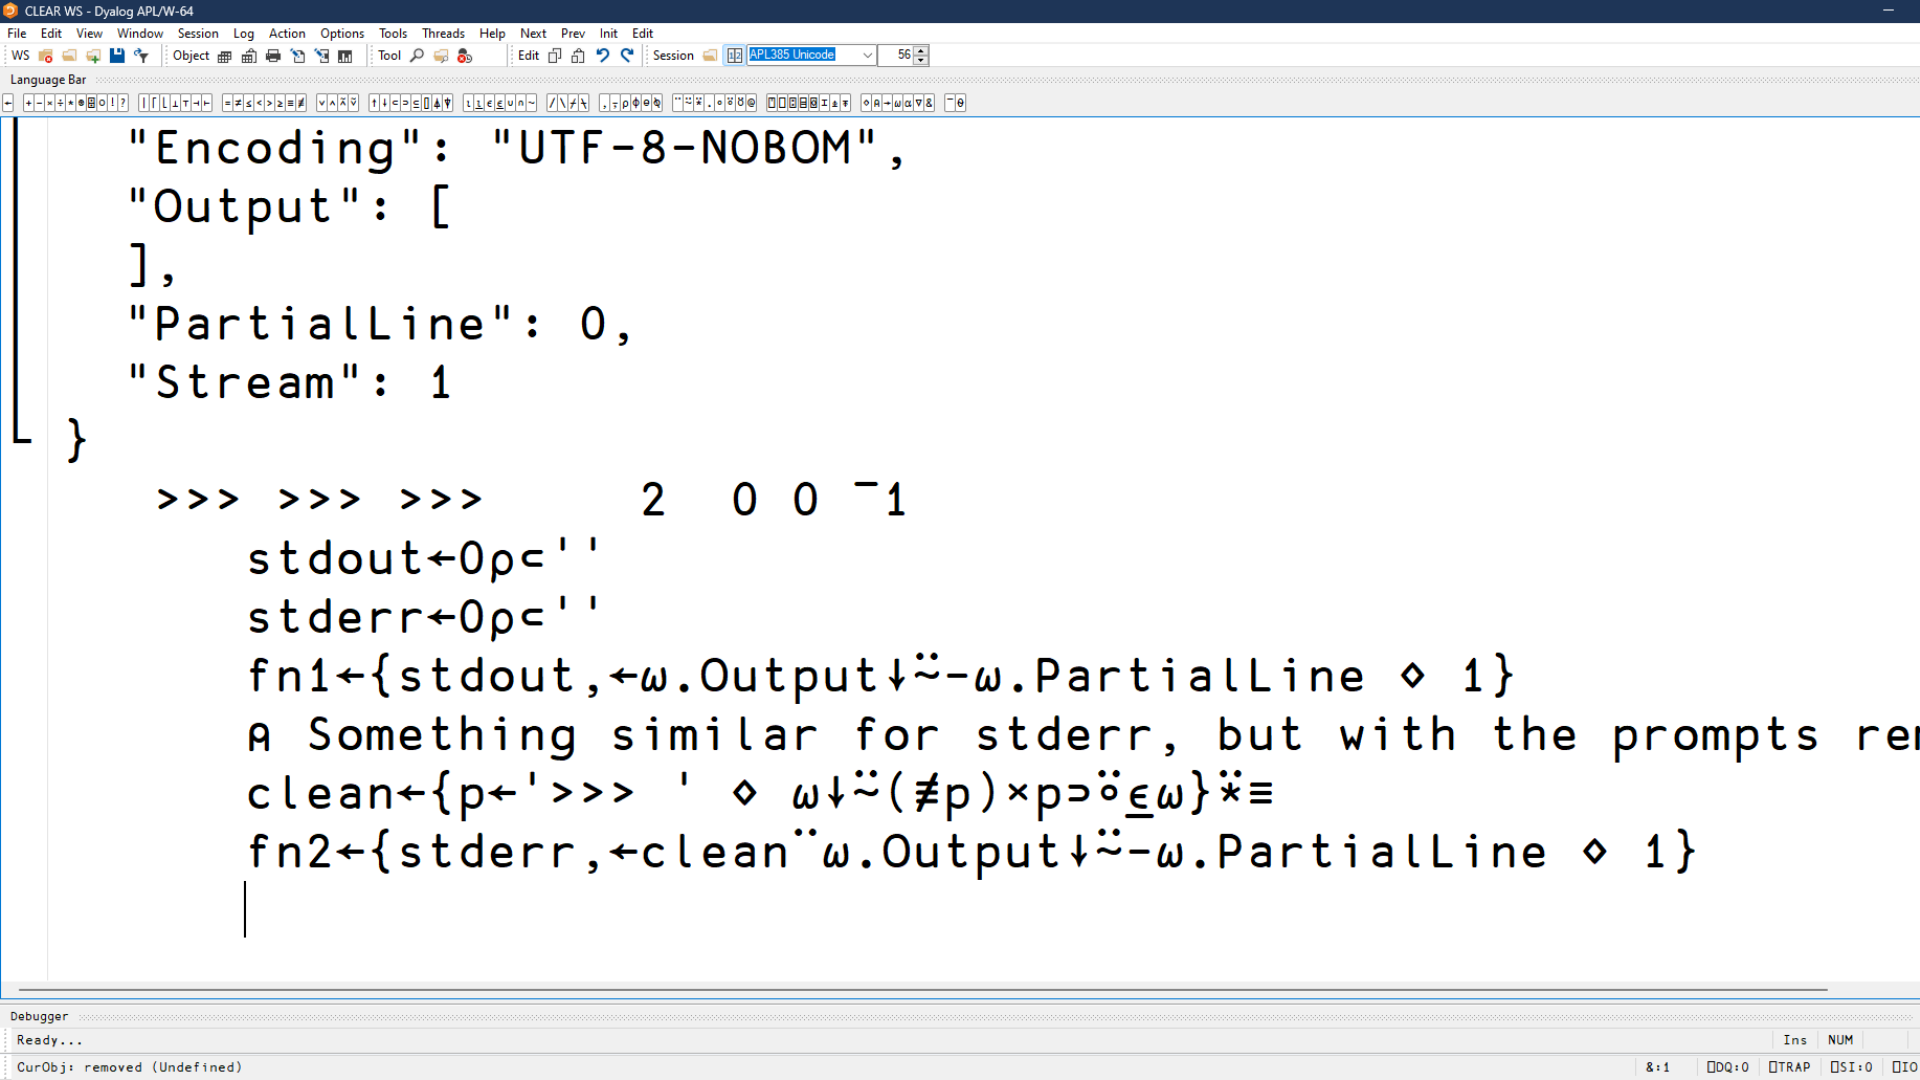 CLEAR WS - Dyalog APL/W-64
File Edit View Window Session Log Action Options Tools Threads Help Next Prev Init Edit
WS Object Tool Edit Session APL385 Unicode 56
Language Bar
"Encoding": "UTF-8-NOBOM",
"Output": [
],
"PartialLine": 0,
"Stream": 1
}
>>> >>> >>> 2 0 0 ¯1
stdout←0⍴⊂''
stderr←0⍴⊂''
fn1←{stdout,←⍵.Output↓⍨-⍵.PartialLine ⋄ 1}
⍝ Something similar for stderr, but with the prompts re
clean←{p←'>>> ' ⋄ ⍵↓⍨(≢p)×p⊃⍥⍷⍵}⍣≡
fn2←{stderr,←clean¨⍵.Output↓⍨-⍵.PartialLine ⋄ 1}
Debugger
Ready...
Ins NUM
CurObj: removed (Undefined)
&:1 ⎕DQ:0 ⎕TRAP ⎕SI:0 ⎕IO